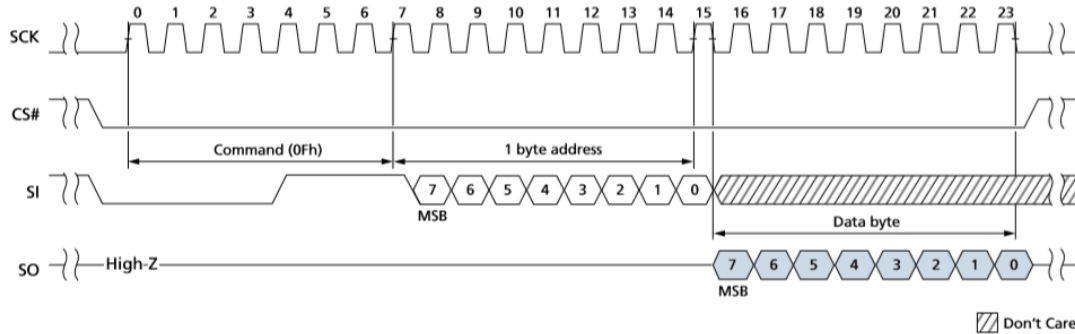 0 1 2 3 4 5 6 7 8 9 10 11 12 13 14 15 16 17 18 19 20 21 22 23
SCK
CS#
Command (0Fh) 1 byte address
SI 7 6 5 4 3 2 1 0
MSB
Data byte
SO High-Z 7 6 5 4 3 2 1 0
MSB
Don't Care